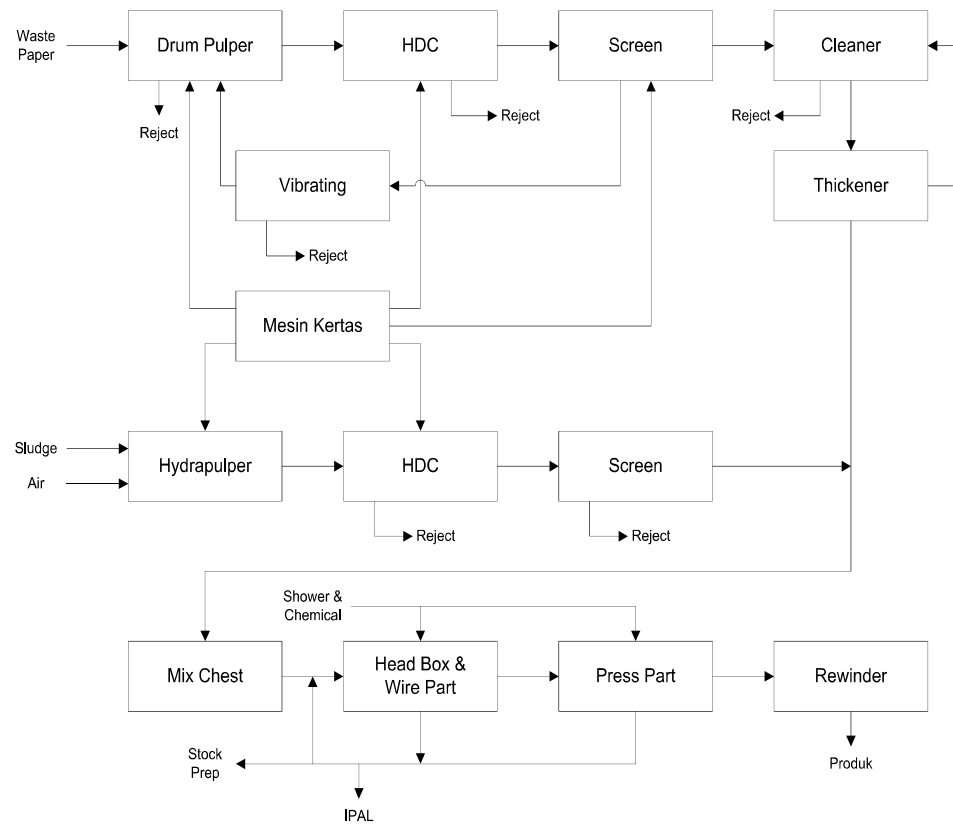 Waste
Paper
Drum Pulper
HDC
Screen
Cleaner
Reject
Reject
Reject
Vibrating
Thickener
Reject
Mesin Kertas
Sludge
Air
Hydrapulper
HDC
Screen
Reject
Reject
Shower &
Chemical
Mix Chest
Head Box &
Wire Part
Press Part
Rewinder
Stock
Prep
Produk
IPAL